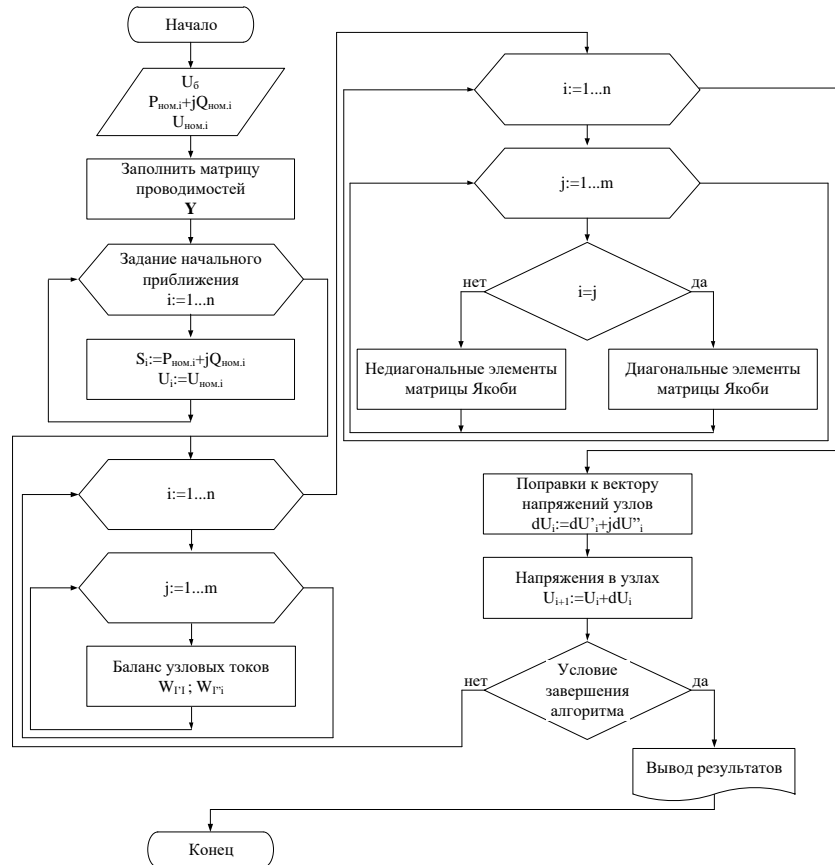 Начало
Uб
Pном.i+jQном.i
Uном.i
Заполнить матрицу
проводимостей
Y
Задание начального
приближения
i:=1...n
Si:=Pном.i+jQном.i
Ui:=Uном.i
i:=1...n
j:=1...m
Баланс узловых токов
WI'1 ; WI''i
i:=1...n
j:=1...m
нет
i=j
да
Недиагональные элементы
матрицы Якоби
Диагональные элементы
матрицы Якоби
Поправки к вектору
напряжений узлов
dUi:=dU'i+jdU''i
Напряжения в узлах
Ui+1:=Ui+dUi
нет
Условие
завершения
алгоритма
да
Вывод результатов
Конец